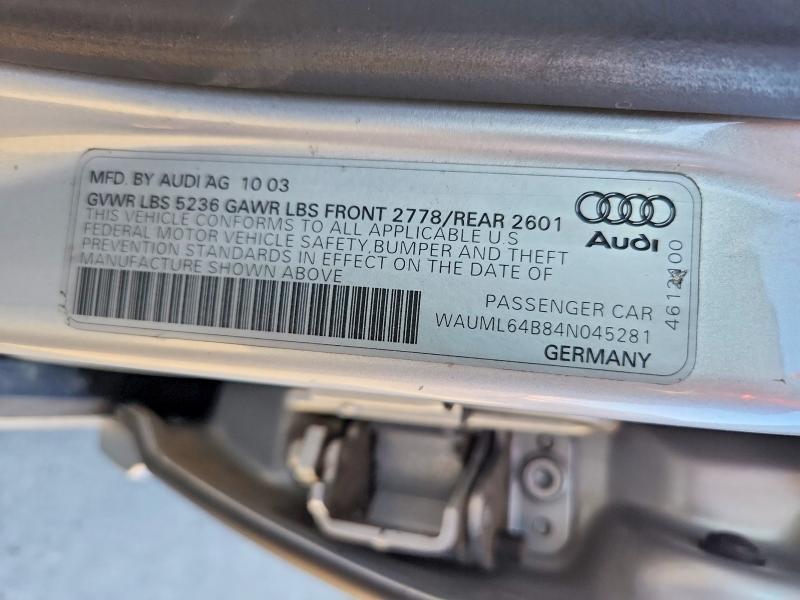 MFD. BY AUDI AG 10 03
GVWR LBS 5236 GAWR LBS FRONT 2778/REAR 2601
THIS VEHICLE CONFORMS TO ALL APPLICABLE U.S
FEDERAL MOTOR VEHICLE SAFETY, BUMPER AND THEFT
PREVENTION STANDARDS IN EFFECT ON THE DATE OF
MANUFACTURE SHOWN ABOVE
Audi
PASSENGER CAR
WAUML64B84N045281
GERMANY